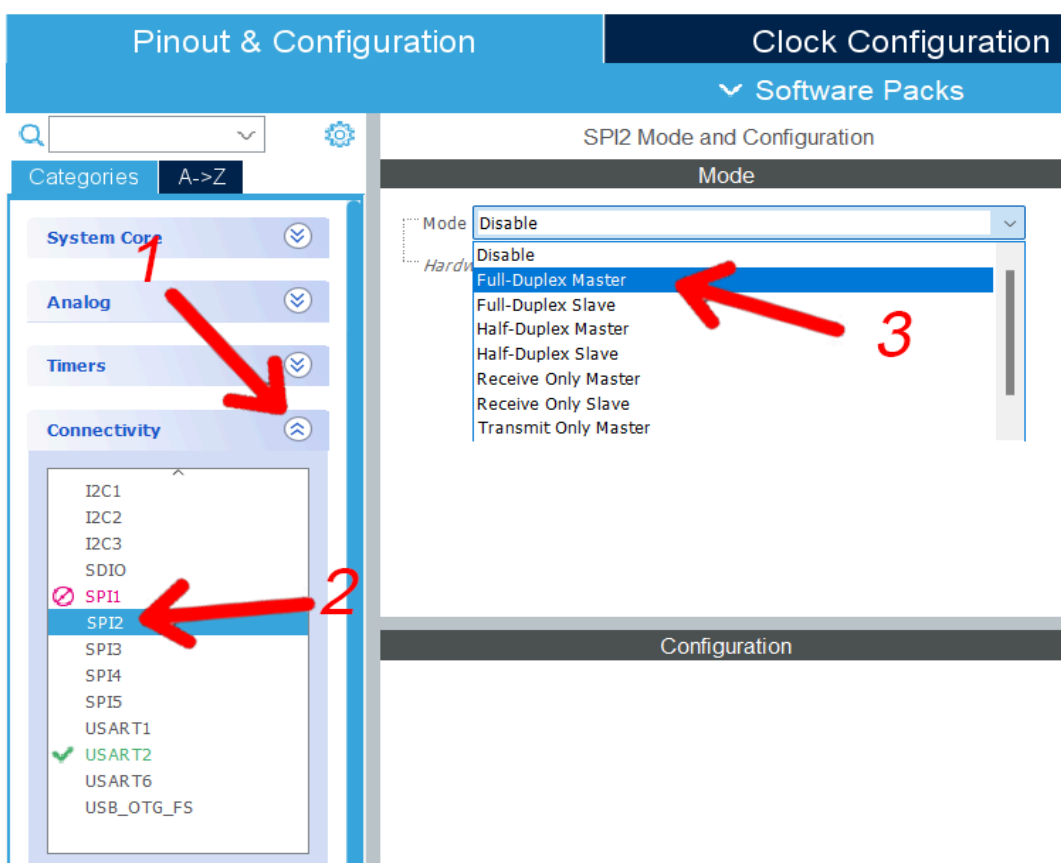 Pinout & Configuration
Clock Configuration
Software Packs
Categories
A->Z
System Core
1
Analog
Timers
Connectivity
I2C1
I2C2
I2C3
SDIO
SPI1
SPI2
2
SPI3
SPI4
SPI5
USART1
USART2
USART6
USB_OTG_FS
SPI2 Mode and Configuration
Mode
Mode Disable
Disable
Hardw
Full-Duplex Master
Full-Duplex Slave
3
Half-Duplex Master
Half-Duplex Slave
Receive Only Master
Receive Only Slave
Transmit Only Master
Configuration